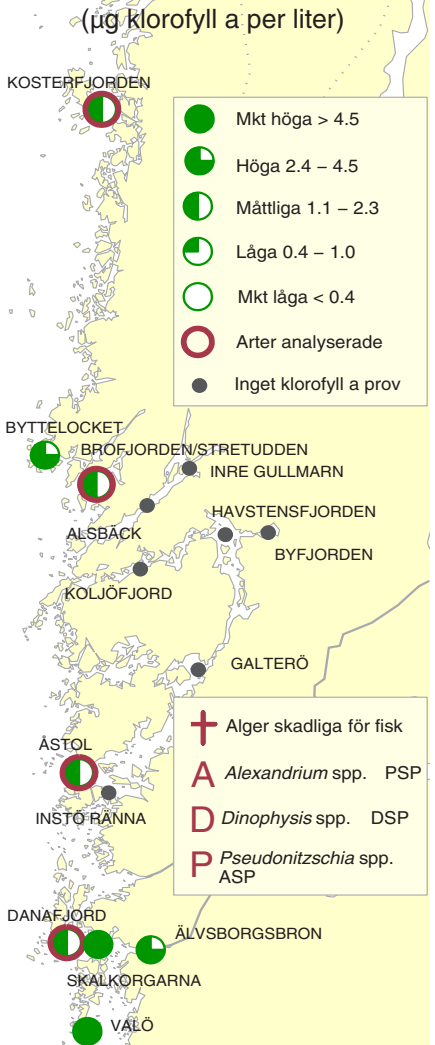 (µg klorofyll a per liter)
KOSTERFJORDEN
Mkt höga > 4.5
Höga 2.4 – 4.5
Måttliga 1.1 – 2.3
Låga 0.4 – 1.0
Mkt låga < 0.4
Arter analyserade
Inget klorofyll a prov
BYTTELOCKET
BROFJORDEN/STRETUDDEN
INRE GULLMARN
HAVSTENSFJORDEN
ALSBÄCK
BYFJORDEN
KOLJÖFJORD
GALTERÖ
Alger skadliga för fisk
ÅSTOL
A Alexandrium spp. PSP
INSTÖ RÄNNA
D Dinophysis spp. DSP
P Pseudonitzschia spp.
ASP
DANAFJORD
ÄLVSBORGSBRON
SKALKORGARNA
VALÖ